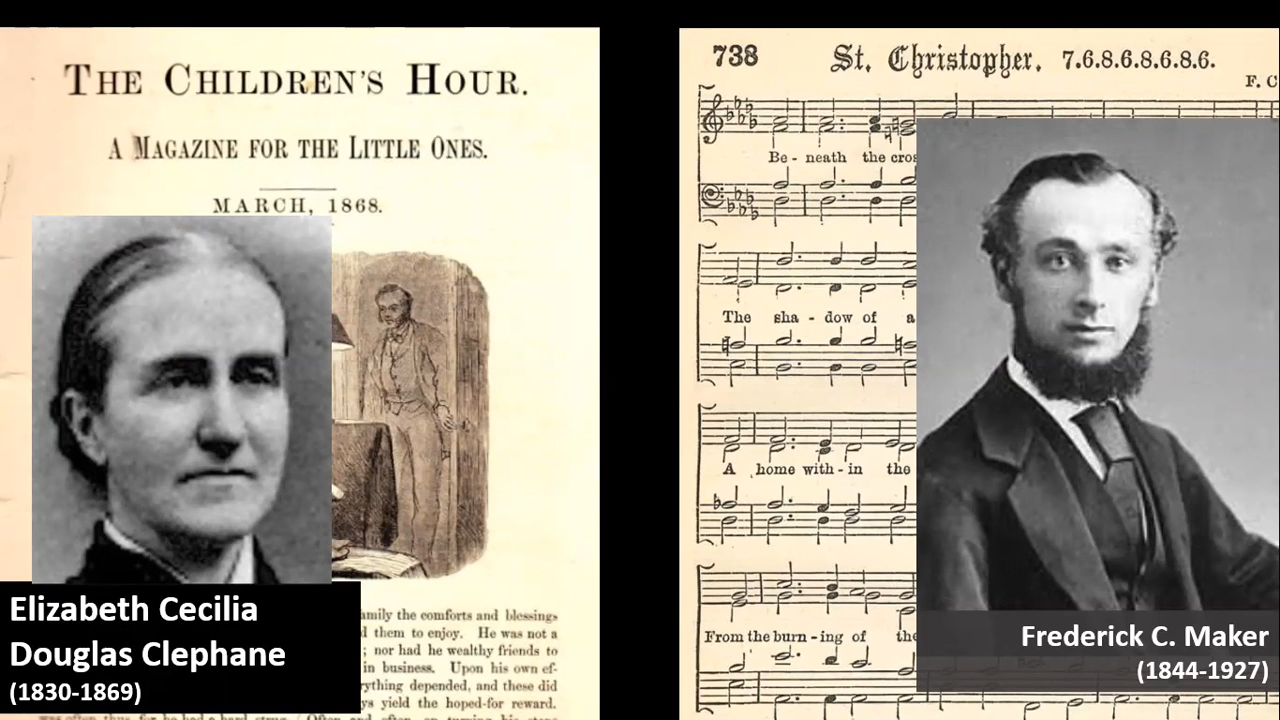 THE CHILDREN'S HOUR.
A MAGAZINE FOR THE LITTLE ONES.
MARCH, 1868.
Elizabeth Cecilia
Douglas Clephane
(1830-1869)
amily the comforts and blessings
them to enjoy. He was not a
; nor had he wealthy friends to
in business. Upon his own ef-
rything depended, and these did
ys yield the hoped-for reward.
738 St. Christopher. 7.6.8.6.8.6.8.6.
F. C
Be - neath the cros
The sha - dow of a
A home with - in the
From the burn - ing of the
Frederick C. Maker
(1844-1927)